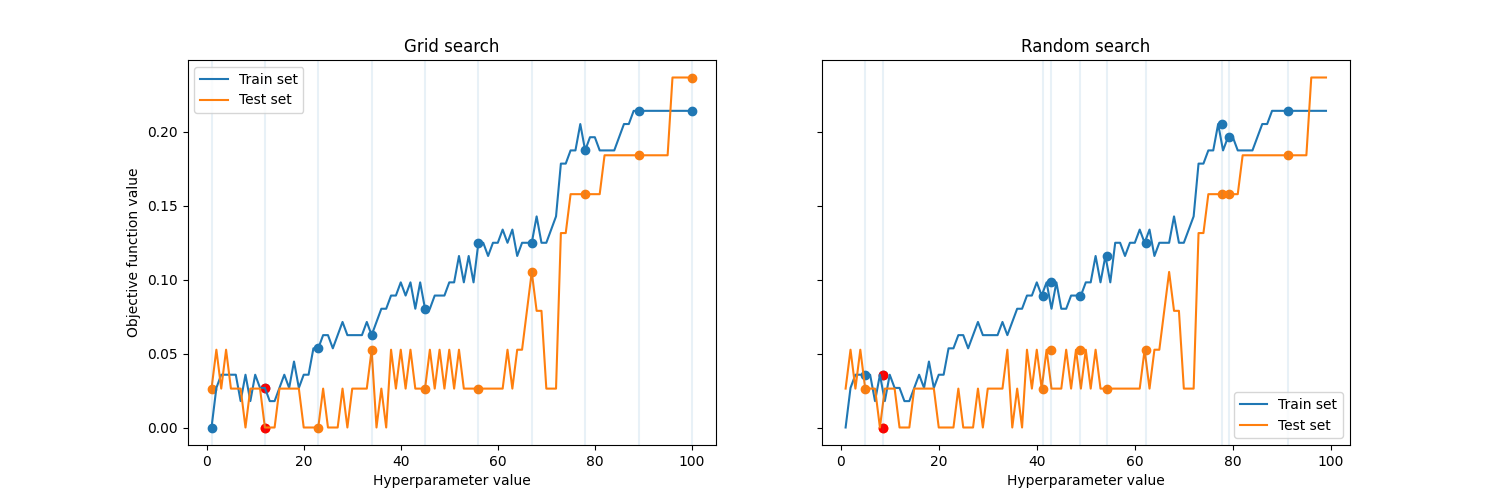 Grid search
Train set
Test set
0.20
0.15
0.10
0.05
0.00
Objective function value
0 20 40 60 80 100
Hyperparameter value
Random search
Train set
Test set
0 20 40 60 80 100
Hyperparameter value